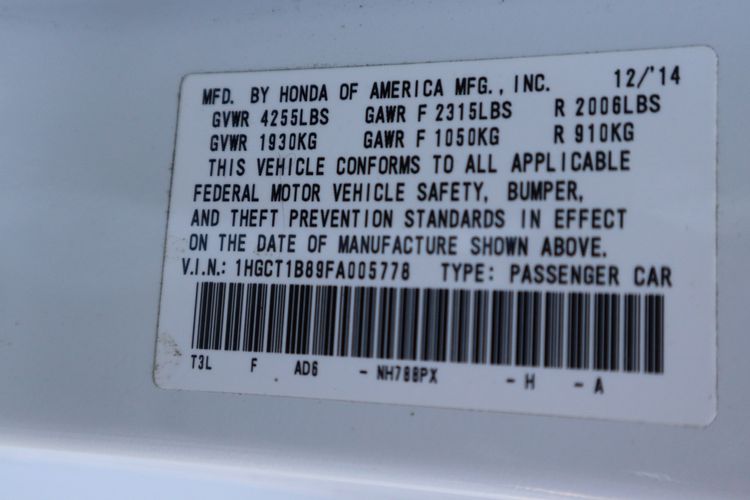 MFD. BY HONDA OF AMERICA MFG., INC. 12/'14
GVWR 4255LBS GAWR F 2315LBS R 2006LBS
GVWR 1930KG GAWR F 1050KG R 910KG
THIS VEHICLE CONFORMS TO ALL APPLICABLE
FEDERAL MOTOR VEHICLE SAFETY, BUMPER,
AND THEFT PREVENTION STANDARDS IN EFFECT
ON THE DATE OF MANUFACTURE SHOWN ABOVE.
V.I.N.: 1HGCT1B89FA005778 TYPE: PASSENGER CAR
T3L F AD6 - NH788PX - H - A